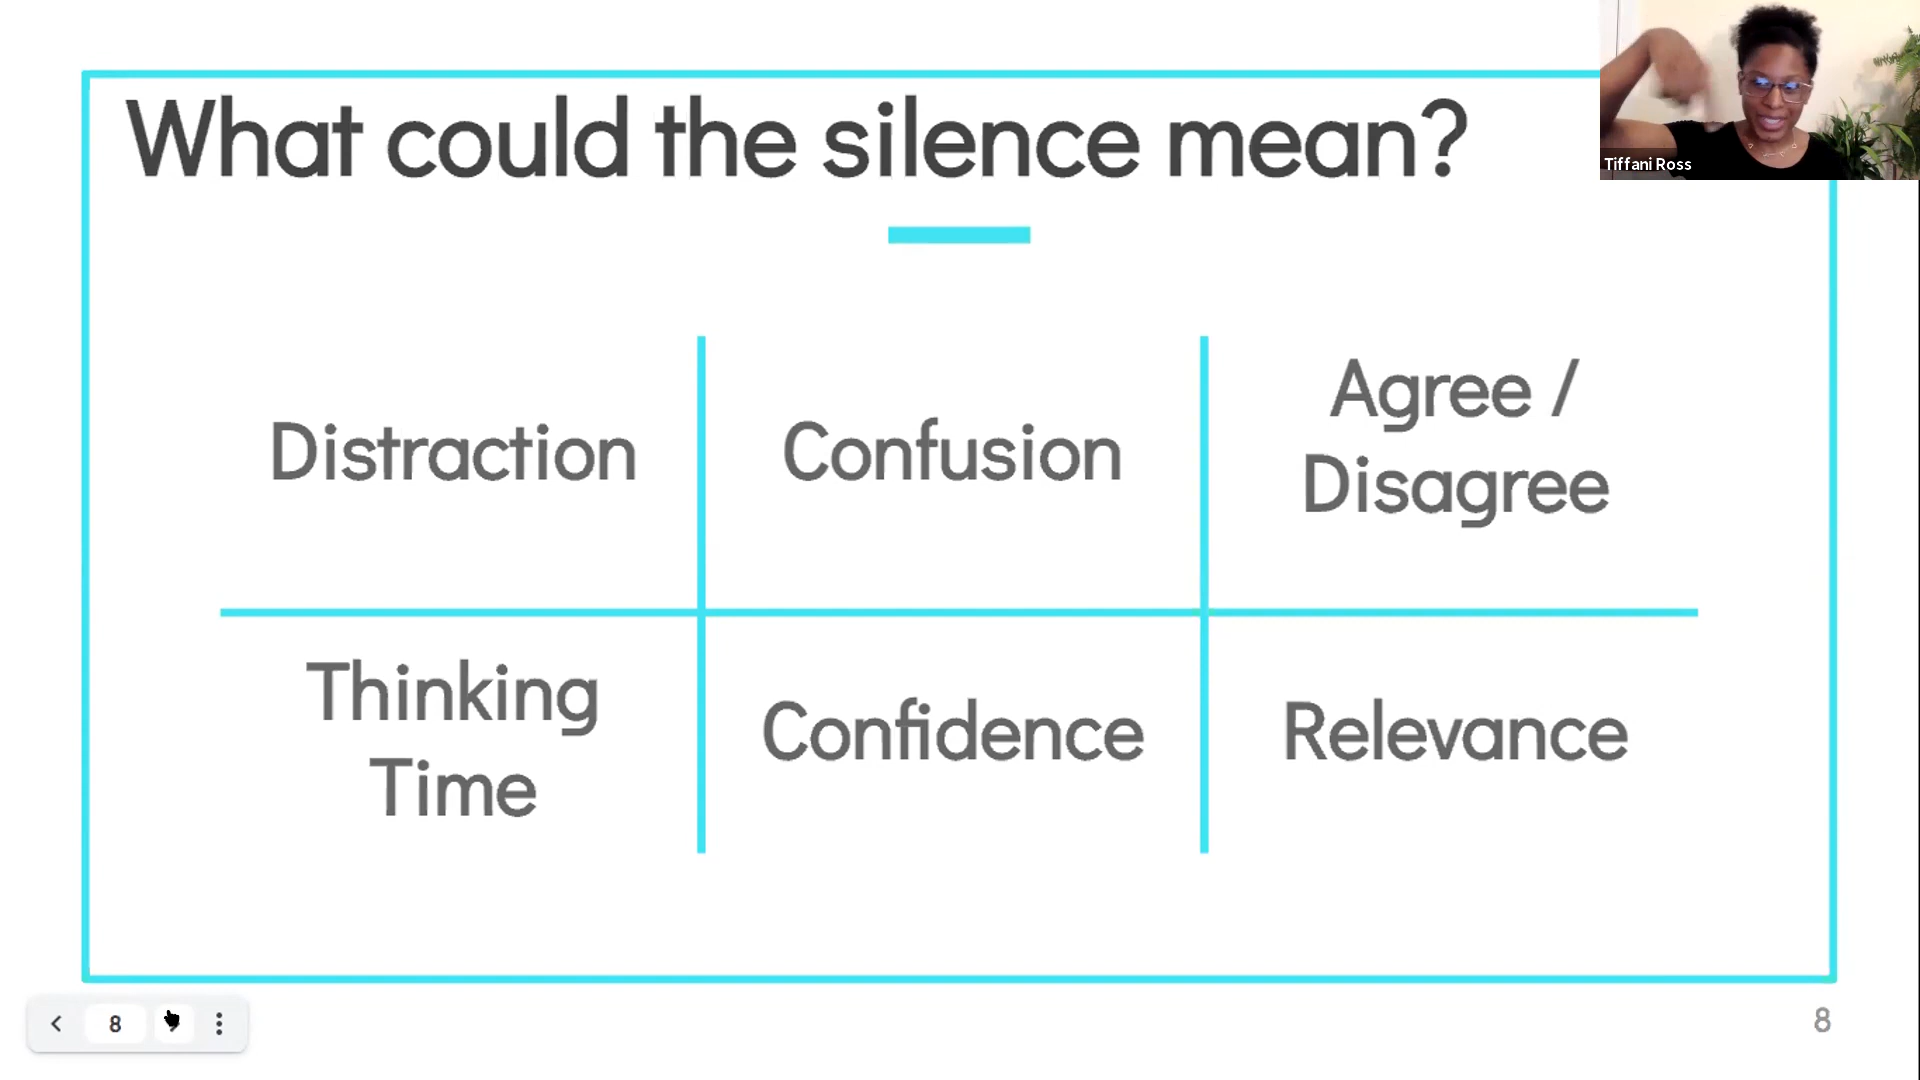 What could the silence mean?
Tiffani Ross
Distraction
Confusion
Agree /
Disagree
Thinking
Time
Confidence
Relevance
8
8